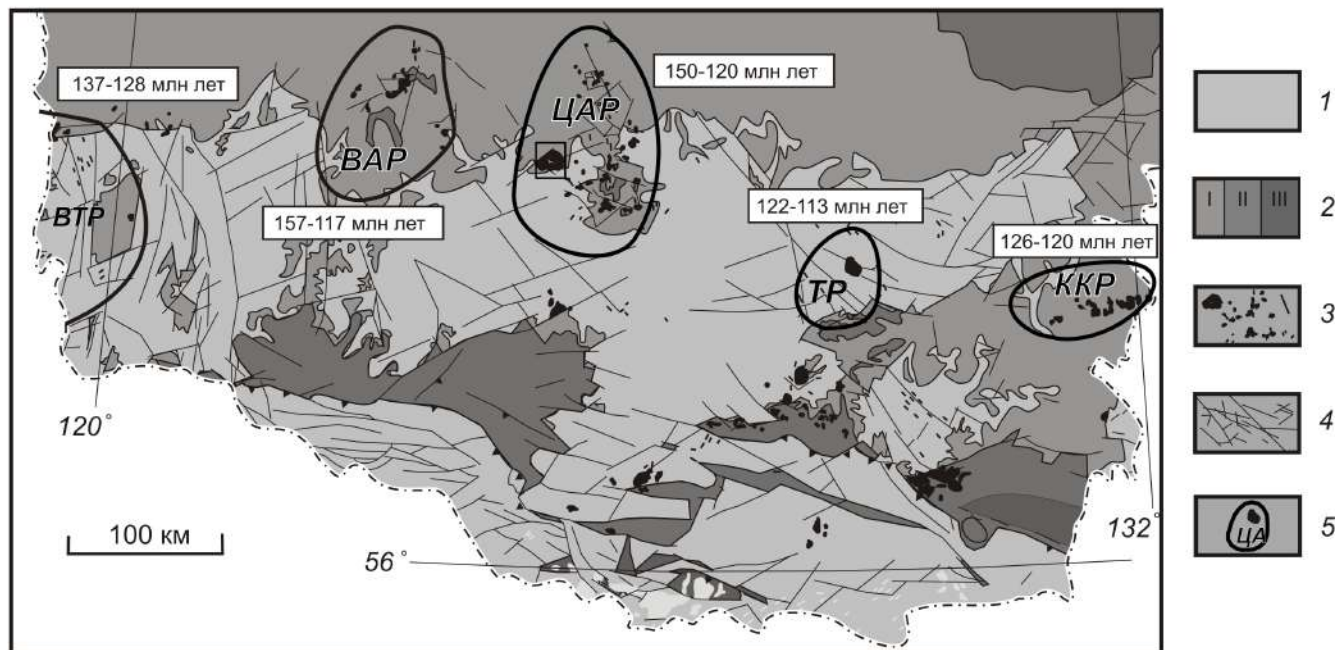 137-128 млн лет
150-120 млн лет
ЦАР
ВАР
ВТР
157-117 млн лет
122-113 млн лет
126-120 млн лет
ККР
ТР
120°
100 км
56°
132°
1
I II III 2
3
4
ЦА 5